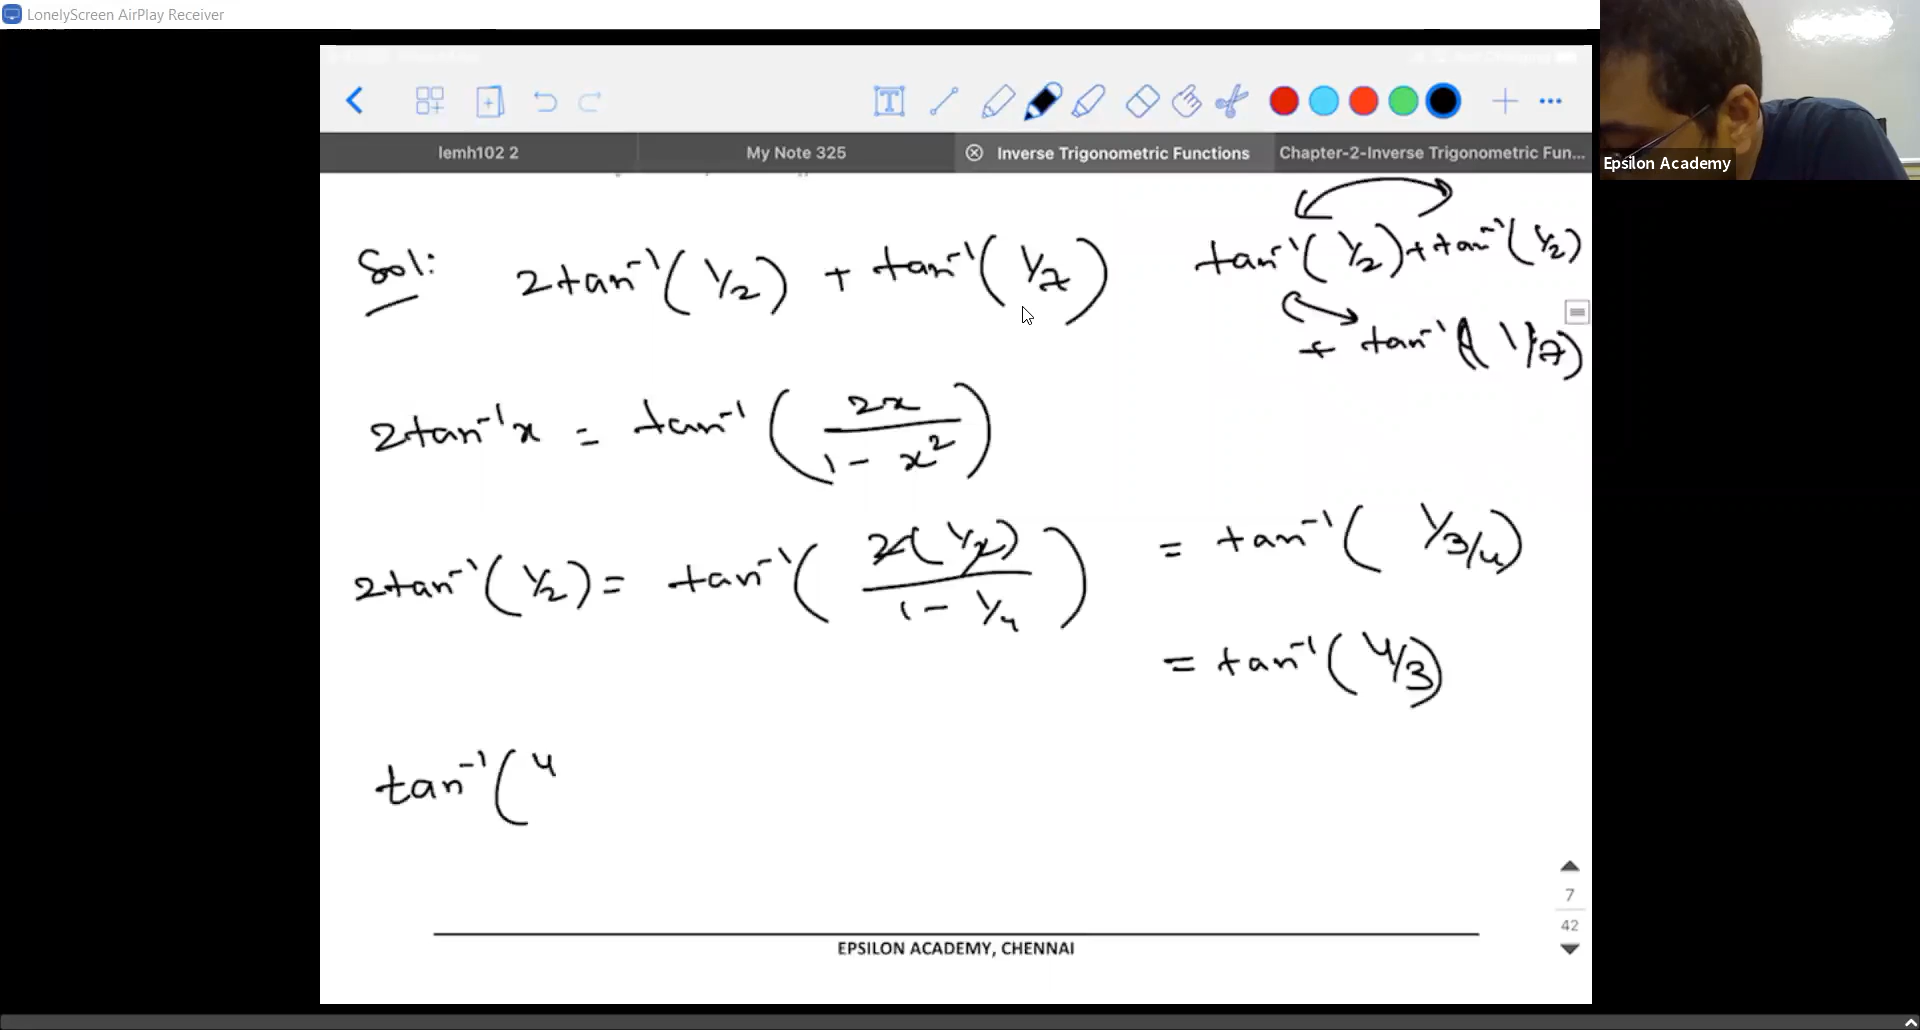 LonelyScreen AirPlay Receiver
T
lemh102 2
My Note 325
Inverse Trigonometric Functions
Chapter-2-Inverse Trigonometric Fun...
Epsilon Academy
Sol: 2tan⁻¹(1/2) + tan⁻¹(1/7)
tan⁻¹(1/2) + tan⁻¹(1/2)
+ tan⁻¹(1/7)
2tan⁻¹x = tan⁻¹(2x/(1 - x²))
2tan⁻¹(1/2) = tan⁻¹(2(1/2)/(1 - 1/4)) = tan⁻¹(1/3/4)
= tan⁻¹(4/3)
tan⁻¹(4
7
42
EPSILON ACADEMY, CHENNAI